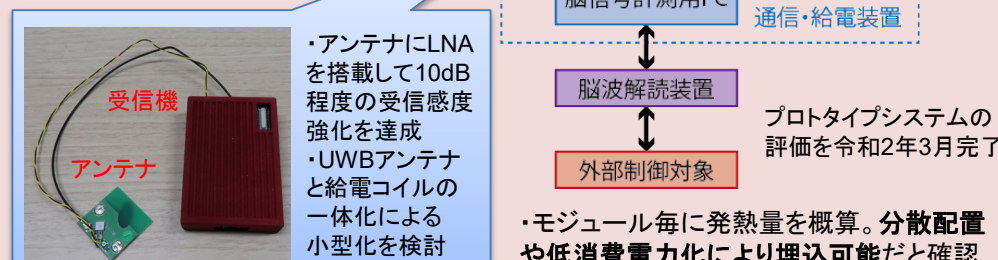 受信機
アンテナ
・アンテナにLNA
を搭載して10dB
程度の受信感度
強化を達成
・UWBアンテナ
と給電コイルの
一体化による
小型化を検討
脳信号計測用PC
通信・給電装置
脳波解読装置
外部制御対象
プロトタイプシステムの
評価を令和2年3月完了
・モジュール毎に発熱量を概算。分散配置
や低消費電力化により埋込可能だと確認